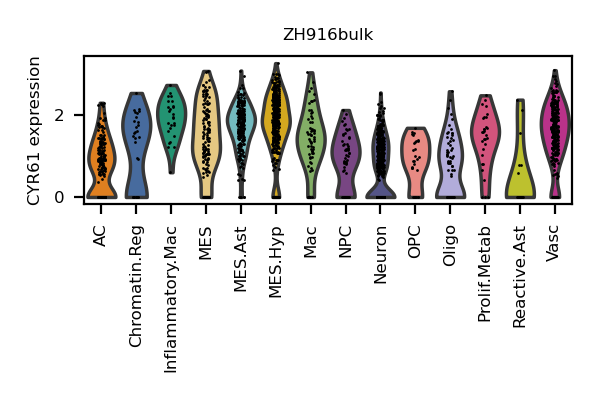 ZH916bulk
CYR61 expression
2
0
AC
Chromatin.Reg
Inflammatory.Mac
MES
MES.Ast
MES.Hyp
Mac
NPC
Neuron
OPC
Oligo
Prolif.Metab
Reactive.Ast
Vasc